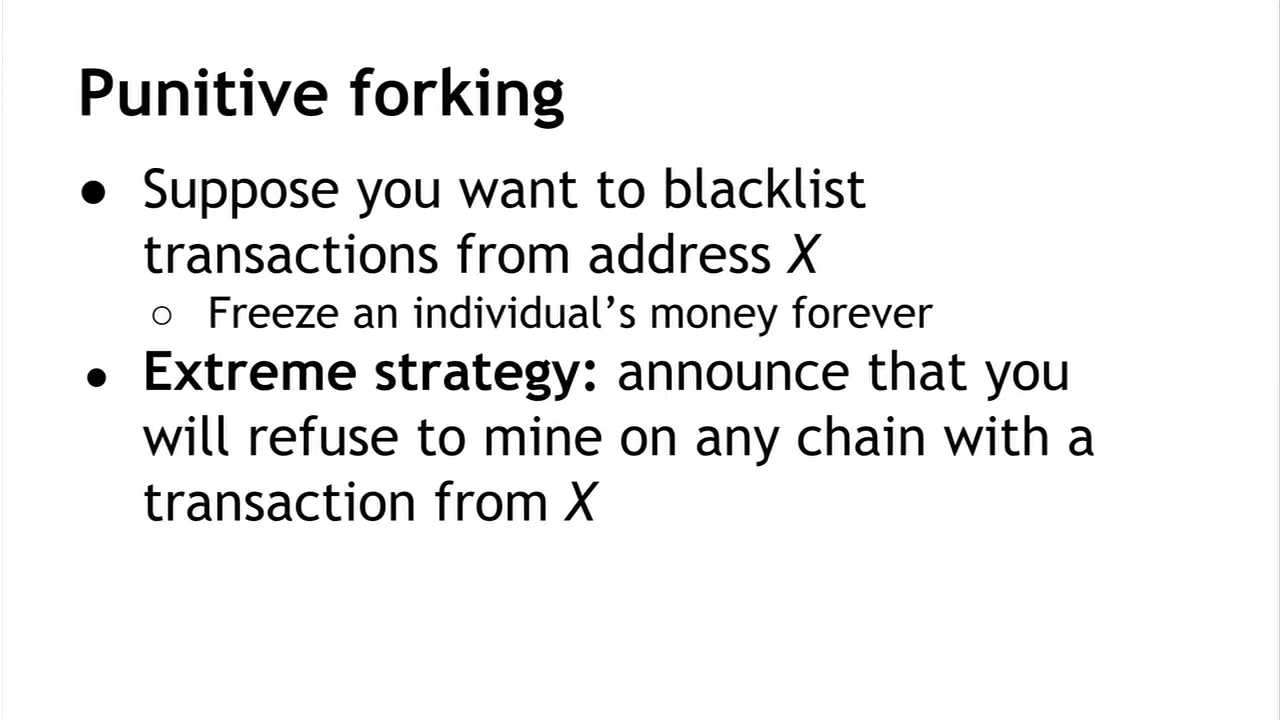 Punitive forking
● Suppose you want to blacklist
transactions from address X
○ Freeze an individual’s money forever
● Extreme strategy: announce that you
will refuse to mine on any chain with a
transaction from X